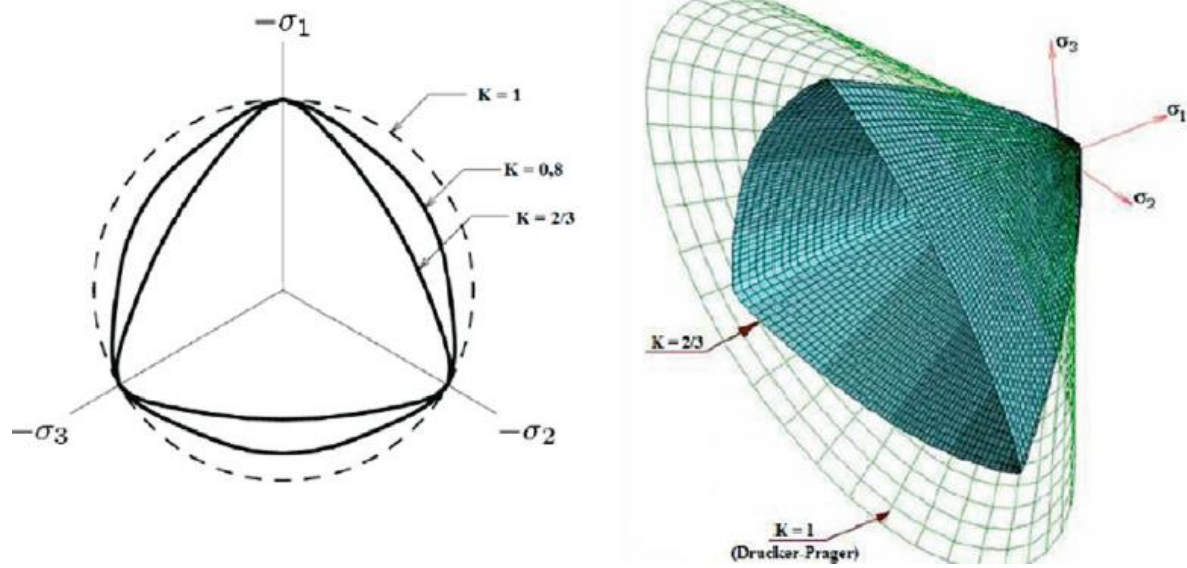 −σ₁
K = 1
K = 0,8
K = 2/3
−σ₃
−σ₂
σ₃
σ₁
σ₂
K = 2/3
K = 1
(Drucker-Prager)